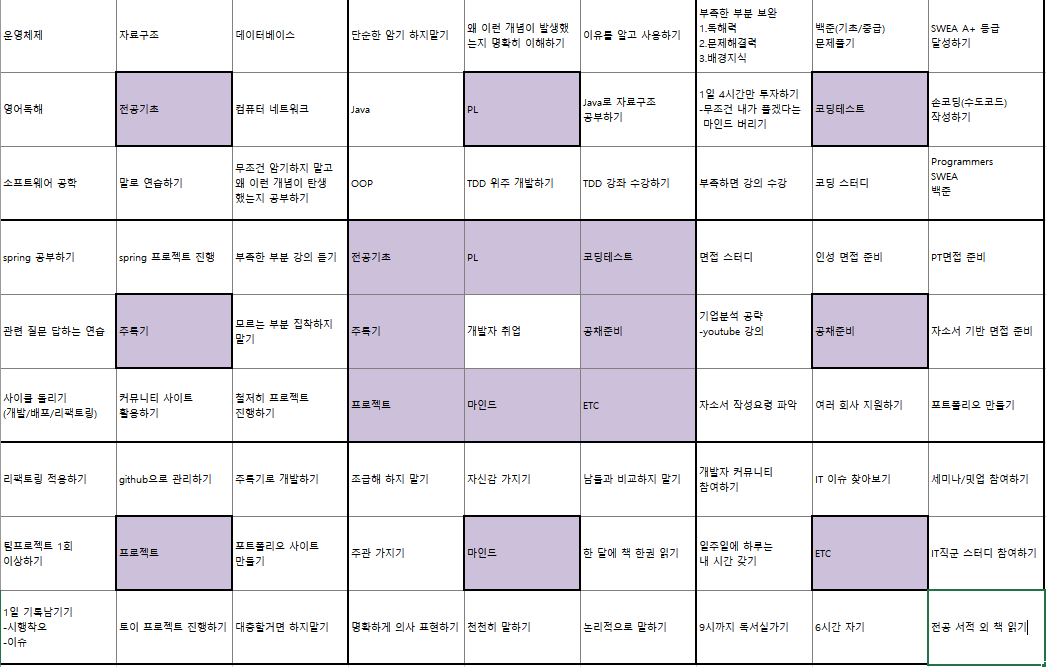 운영체제
자료구조
데이터베이스
단순한 암기 하지말기
왜 이런 개념이 발생했
는지 명확히 이해하기
이유를 알고 사용하기
부족한 부분 보완
1.독해력
2.문제해결력
3.배경지식
백준(기초/중급)
문제풀기
SWEA A+ 등급
달성하기
영어독해
전공기초
컴퓨터 네트워크
Java
PL
Java로 자료구조
공부하기
1일 4시간만 투자하기
-무조건 내가 풀겠다는
마인드 버리기
코딩테스트
손코딩(수도코드)
작성하기
소프트웨어 공학
말로 연습하기
무조건 암기하지 말고
왜 이런 개념이 탄생
했는지 공부하기
OOP
TDD 위주 개발하기
TDD 강좌 수강하기
부족하면 강의 수강
코딩 스터디
Programmers
SWEA
백준
spring 공부하기
spring 프로젝트 진행
부족한 부분 강의 듣기
전공기초
PL
코딩테스트
면접 스터디
인성 면접 준비
PT면접 준비
관련 질문 답하는 연습
주특기
모르는 부분 집착하지
말기
주특기
개발자 취업
공채준비
기업분석 공략
-youtube 강의
공채준비
자소서 기반 면접 준비
사이클 돌리기
(개발/배포/리팩토링)
커뮤니티 사이트
활용하기
철저히 프로젝트
진행하기
프로젝트
마인드
ETC
자소서 작성요령 파악
여러 회사 지원하기
포트폴리오 만들기
리팩토링 적용하기
github으로 관리하기
주특기로 개발하기
조급해 하지 말기
자신감 가지기
남들과 비교하지 말기
개발자 커뮤니티
참여하기
IT 이슈 찾아보기
세미나/밋업 참여하기
팀프로젝트 1회
이상하기
프로젝트
포트폴리오 사이트
만들기
주관 가지기
마인드
한 달에 책 한권 읽기
일주일에 하루는
내 시간 갖기
ETC
IT직군 스터디 참여하기
1일 기록남기기
-시행착오
-이슈
토이 프로젝트 진행하기
대충할거면 하지말기
명확하게 의사 표현하기
천천히 말하기
논리적으로 말하기
9시까지 독서실가기
6시간 자기
전공 서적 외 책 읽기